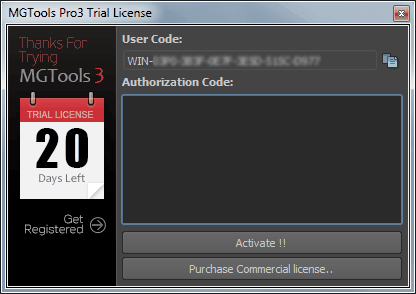 MGTools Pro3 Trial License
Thanks For
Trying
MGTools 3
TRIAL LICENSE
20
Days Left
Get
Registered
User Code:
WIN-
Authorization Code:
Activate !!
Purchase Commercial license..